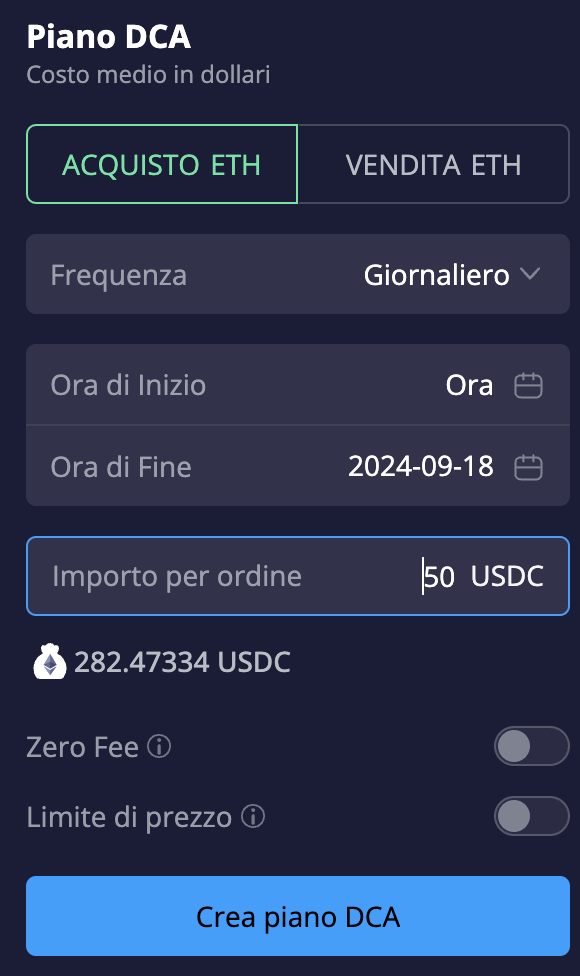 Piano DCA
Costo medio in dollari
ACQUISTO ETH VENDITA ETH
Frequenza Giornaliero
Ora di Inizio Ora
Ora di Fine 2024-09-18
Importo per ordine 50 USDC
282.47334 USDC
Zero Fee
Limite di prezzo
Crea piano DCA